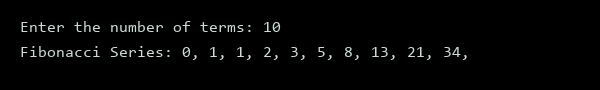 Enter the number of terms: 10
Fibonacci Series: 0, 1, 1, 2, 3, 5, 8, 13, 21, 34,